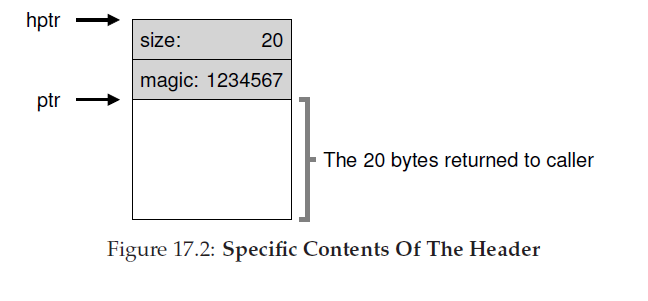 hptr
size: 20
magic: 1234567
ptr
The 20 bytes returned to caller
Figure 17.2: Specific Contents Of The Header